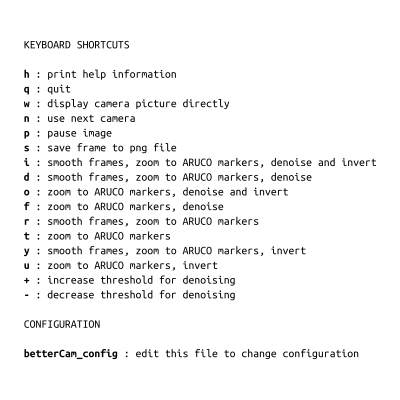 KEYBOARD SHORTCUTS
h : print help information
q : quit
w : display camera picture directly
n : use next camera
p : pause image
s : save frame to png file
i : smooth frames, zoom to ARUCO markers, denoise and invert
d : smooth frames, zoom to ARUCO markers, denoise
o : zoom to ARUCO markers, denoise and invert
f : zoom to ARUCO markers, denoise
r : smooth frames, zoom to ARUCO markers
t : zoom to ARUCO markers
y : smooth frames, zoom to ARUCO markers, invert
u : zoom to ARUCO markers, invert
+ : increase threshold for denoising
- : decrease threshold for denoising
CONFIGURATION
betterCam_config : edit this file to change configuration